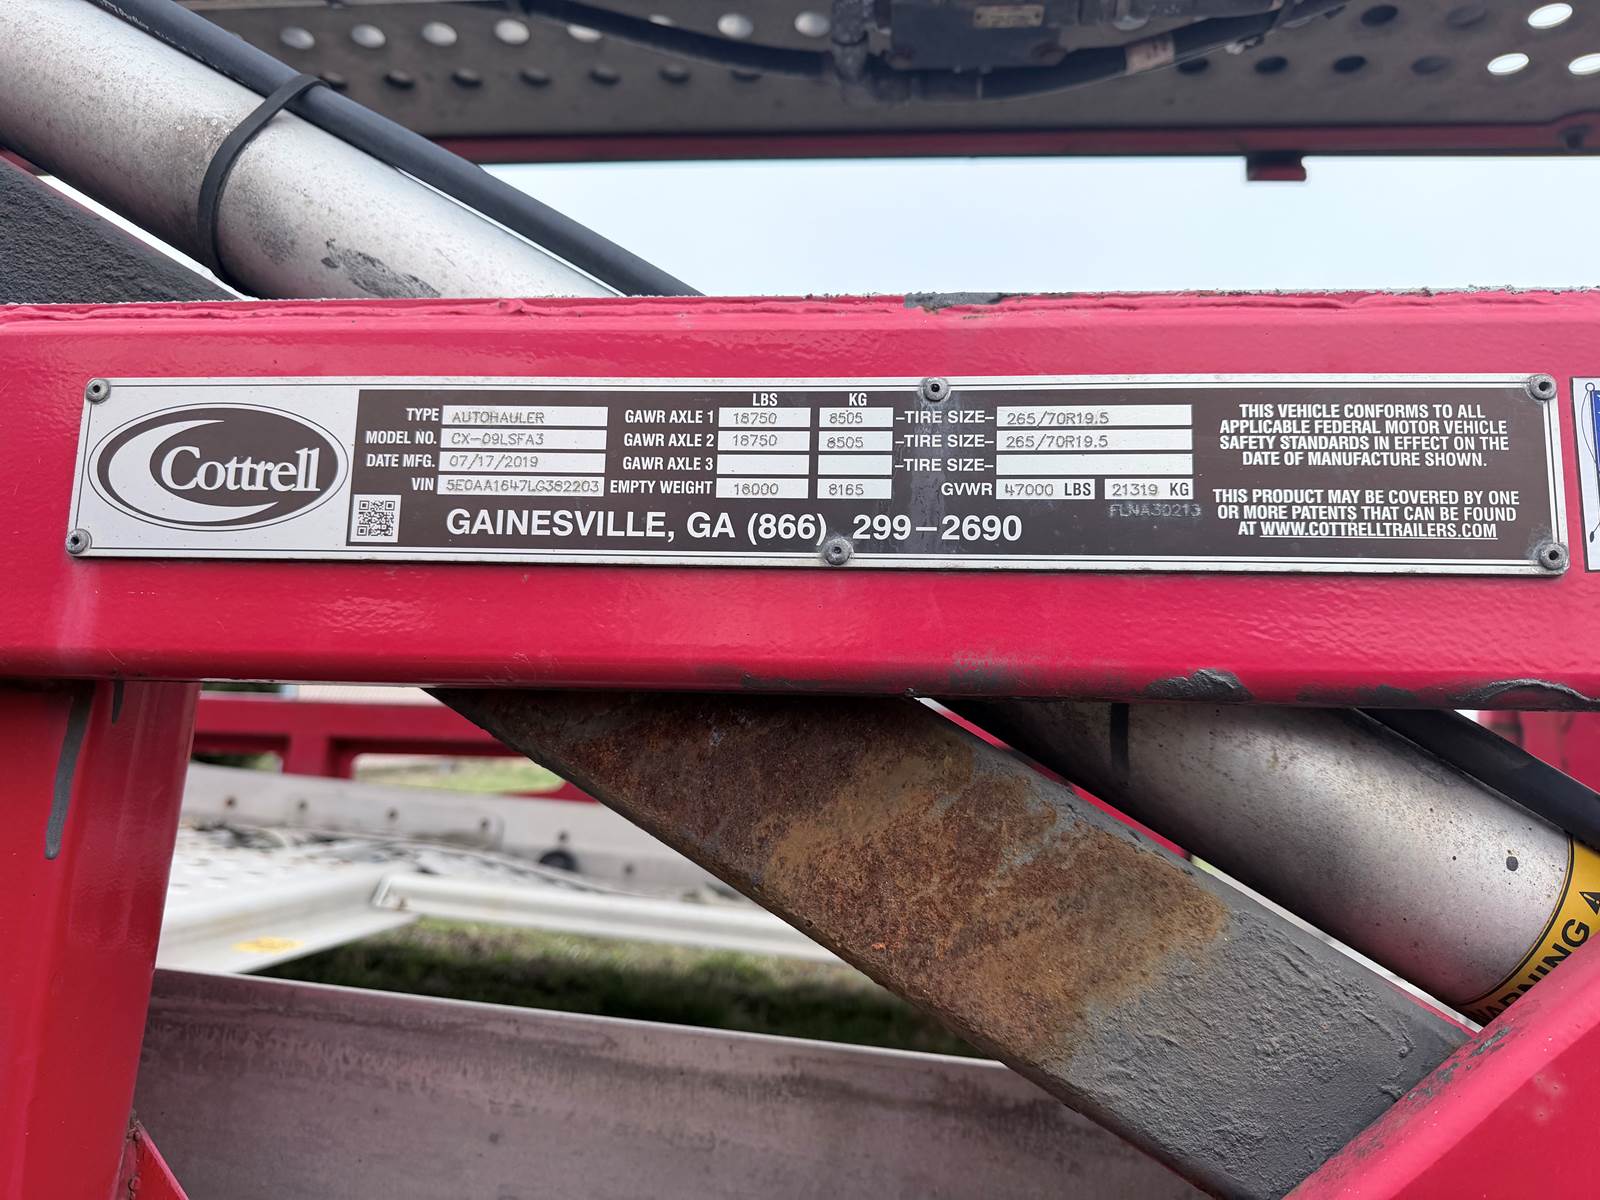 Cottrell
LBS KG
TYPE AUTOHAULER GAWR AXLE 1 18750 8505 -TIRE SIZE- 265/70R19.5
MODEL NO. CX-09LSFA3 GAWR AXLE 2 18750 8505 -TIRE SIZE- 265/70R19.5
DATE MFG. 07/17/2019 GAWR AXLE 3 -TIRE SIZE-
VIN 5E0AA1647LG382203 EMPTY WEIGHT 18000 8165 GVWR 47000 LBS 21319 KG
FLNA30213
GAINESVILLE, GA (866) 299-2690
THIS VEHICLE CONFORMS TO ALL
APPLICABLE FEDERAL MOTOR VEHICLE
SAFETY STANDARDS IN EFFECT ON THE
DATE OF MANUFACTURE SHOWN.
THIS PRODUCT MAY BE COVERED BY ONE
OR MORE PATENTS THAT CAN BE FOUND
AT WWW.COTTRELLTRAILERS.COM
WARNING